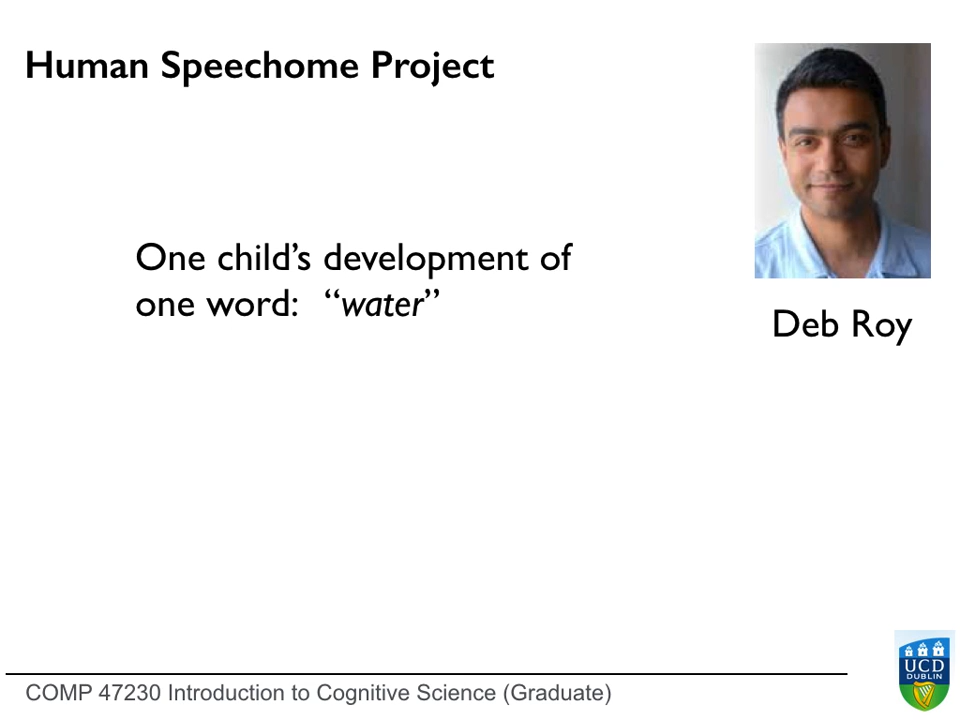 Human Speechome Project
One child’s development of
one word: “water”
Deb Roy
COMP 47230 Introduction to Cognitive Science (Graduate)
UCD
DUBLIN